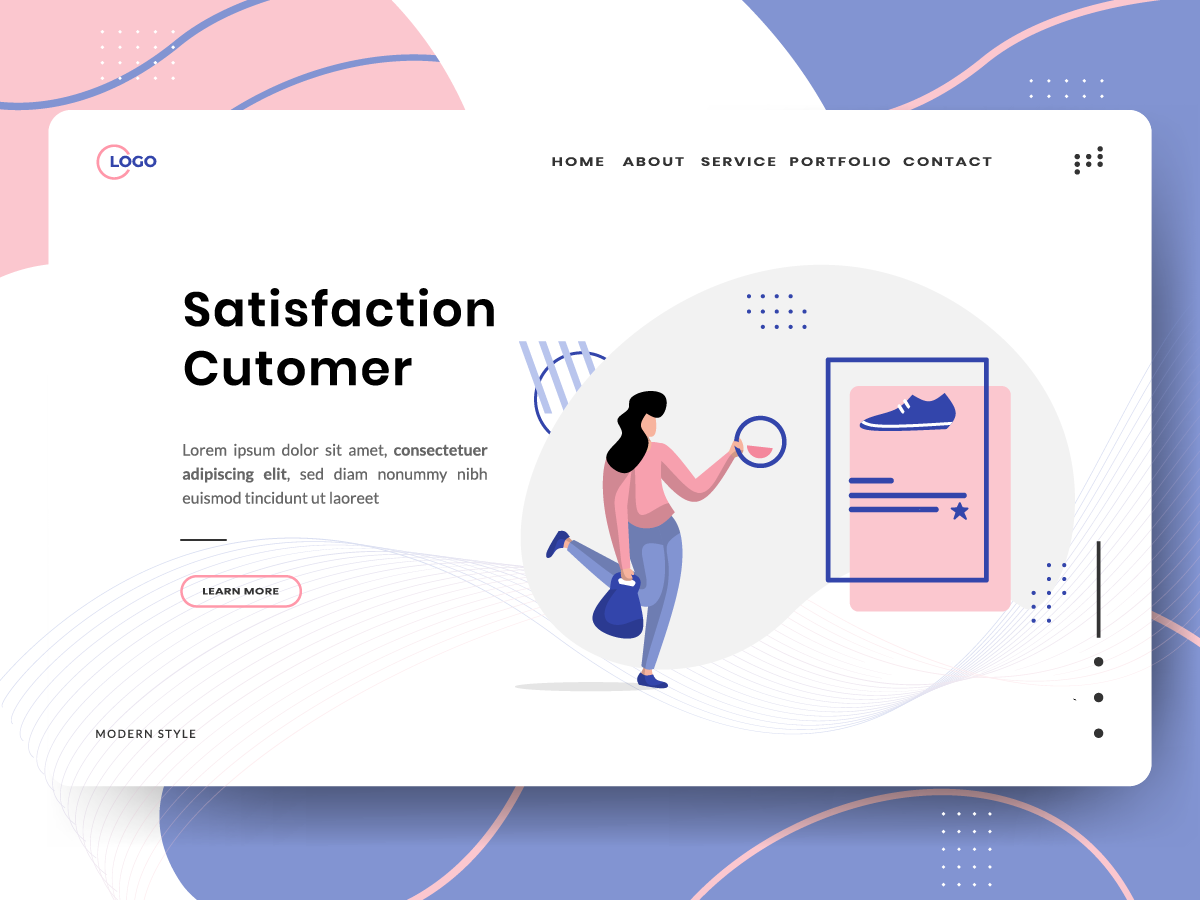 LOGO
HOME ABOUT SERVICE PORTFOLIO CONTACT
Satisfaction
Cutomer
Lorem ipsum dolor sit amet, consectetuer
adipiscing elit, sed diam nonummy nibh
euismod tincidunt ut laoreet
LEARN MORE
MODERN STYLE